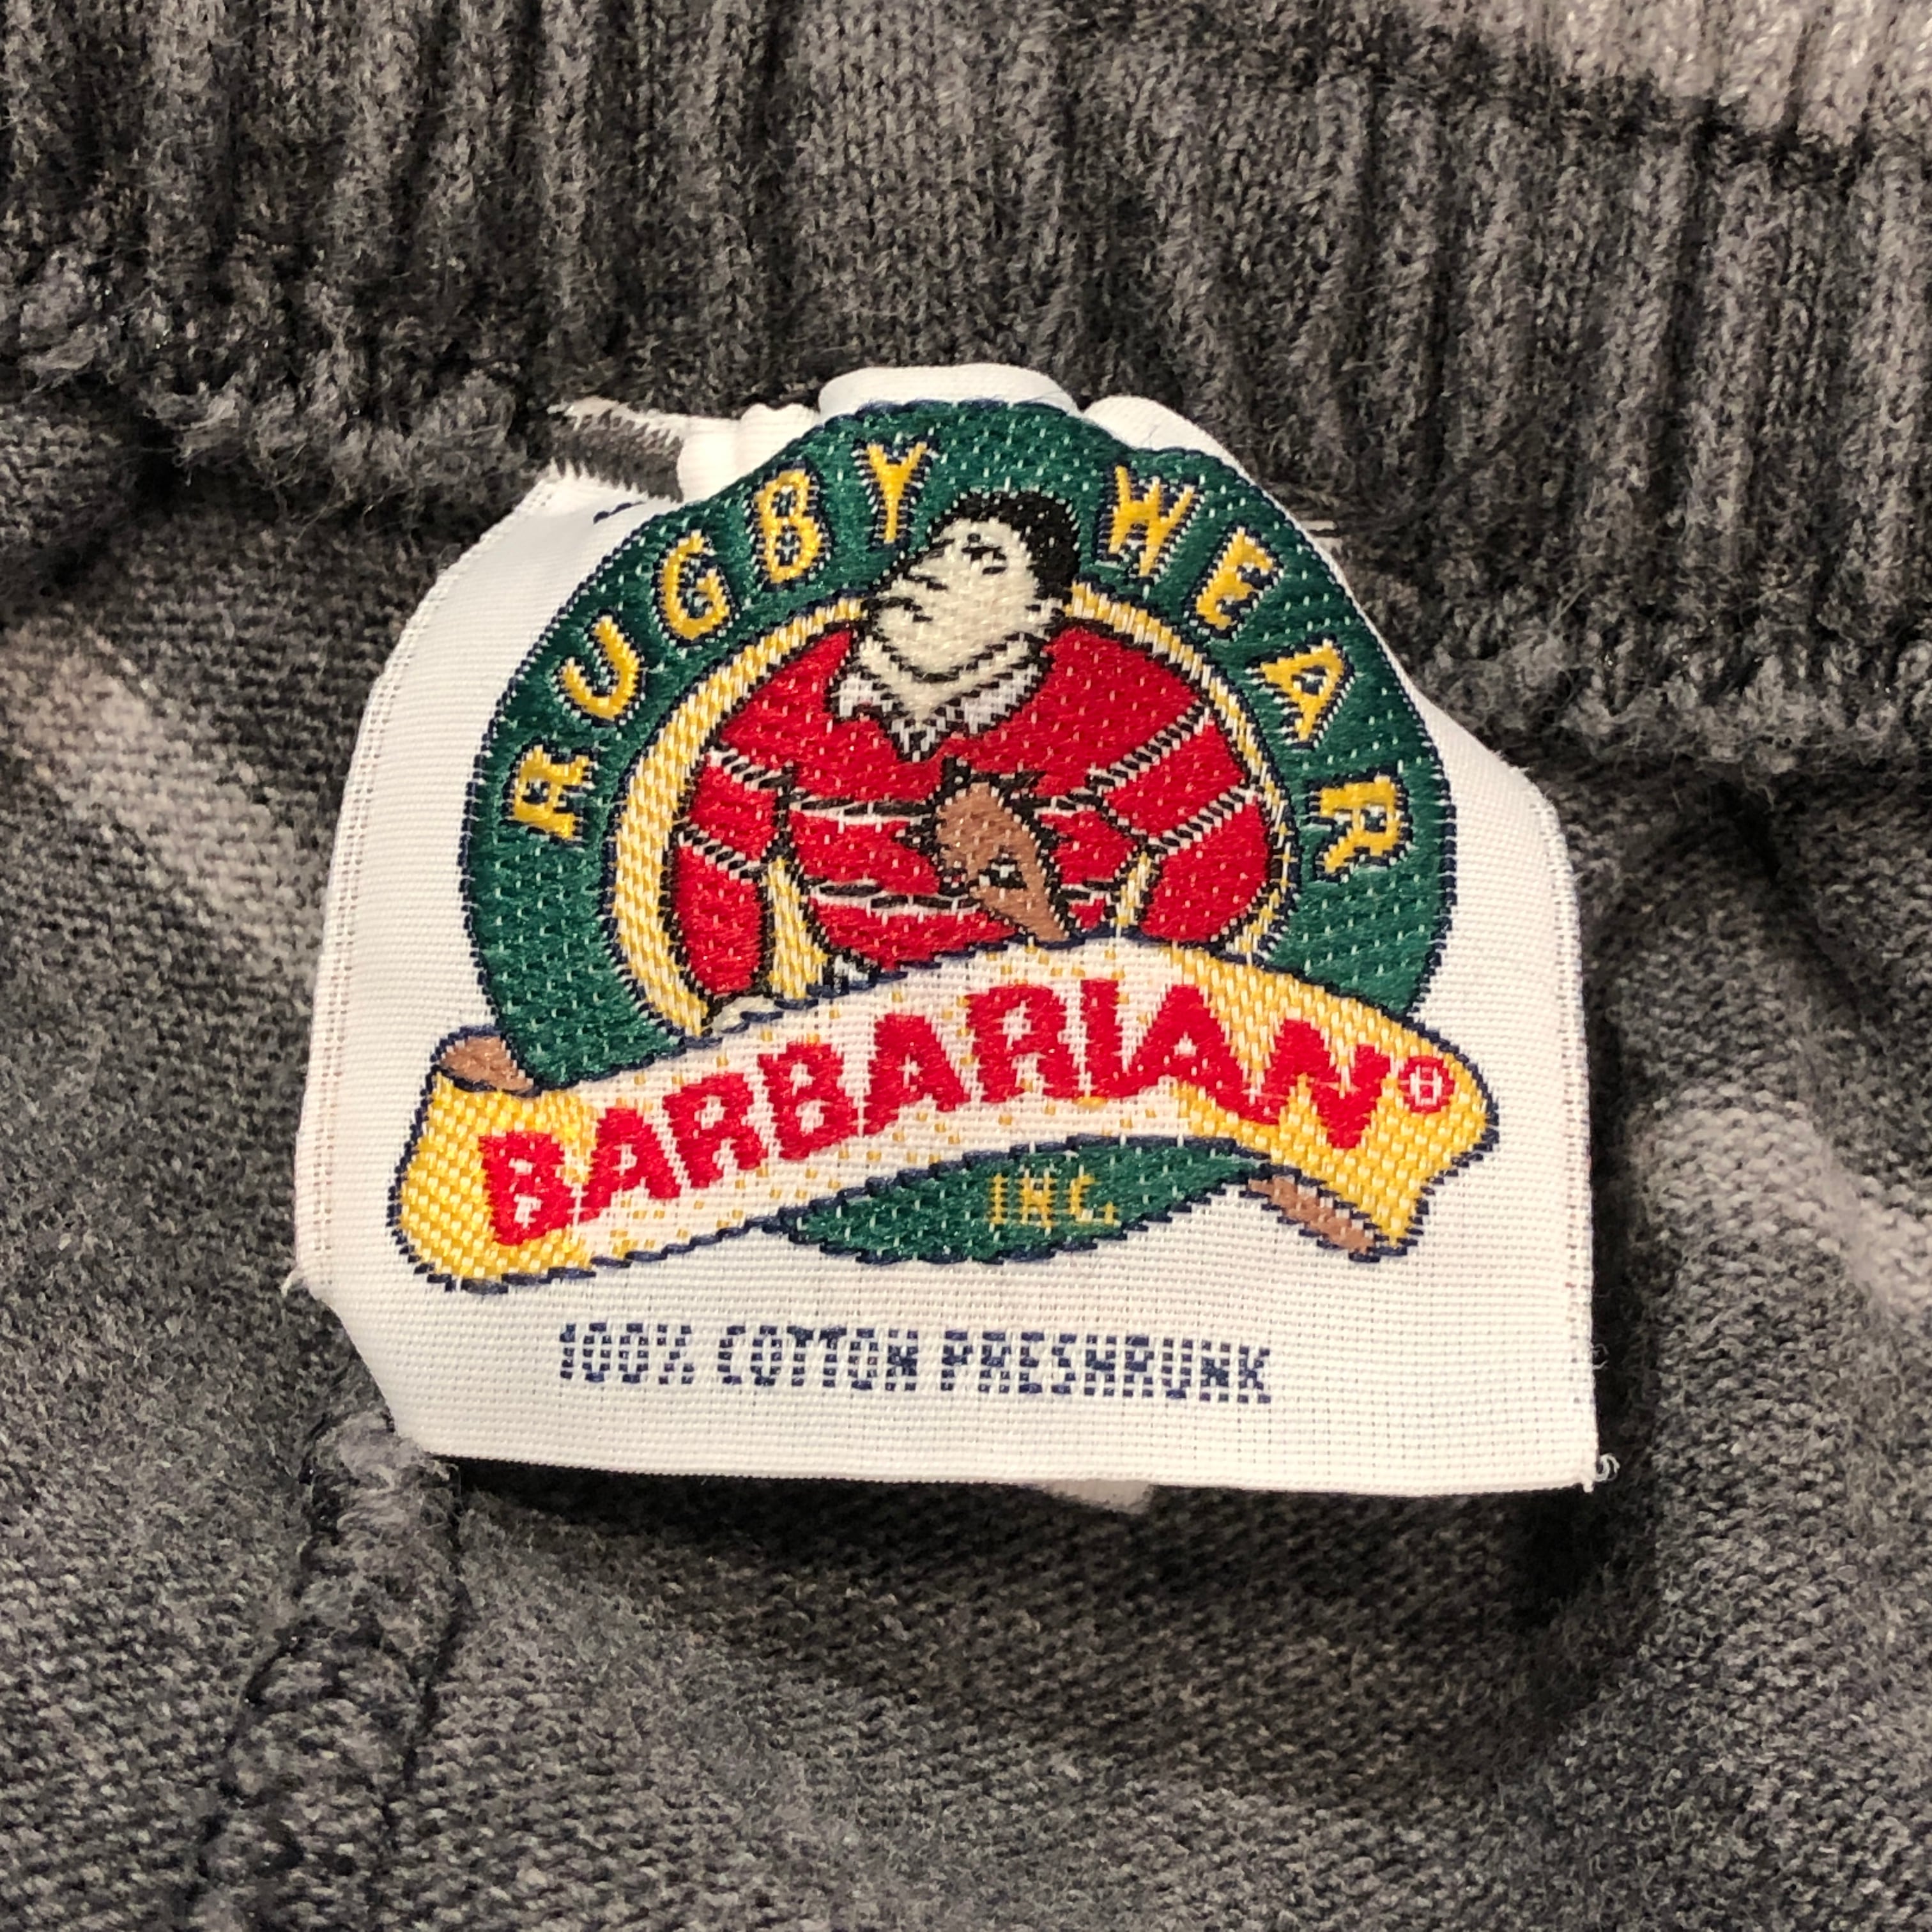 RUGBY WEAR
BARBARIAN®
INC.
100% COTTON PRESHRUNK